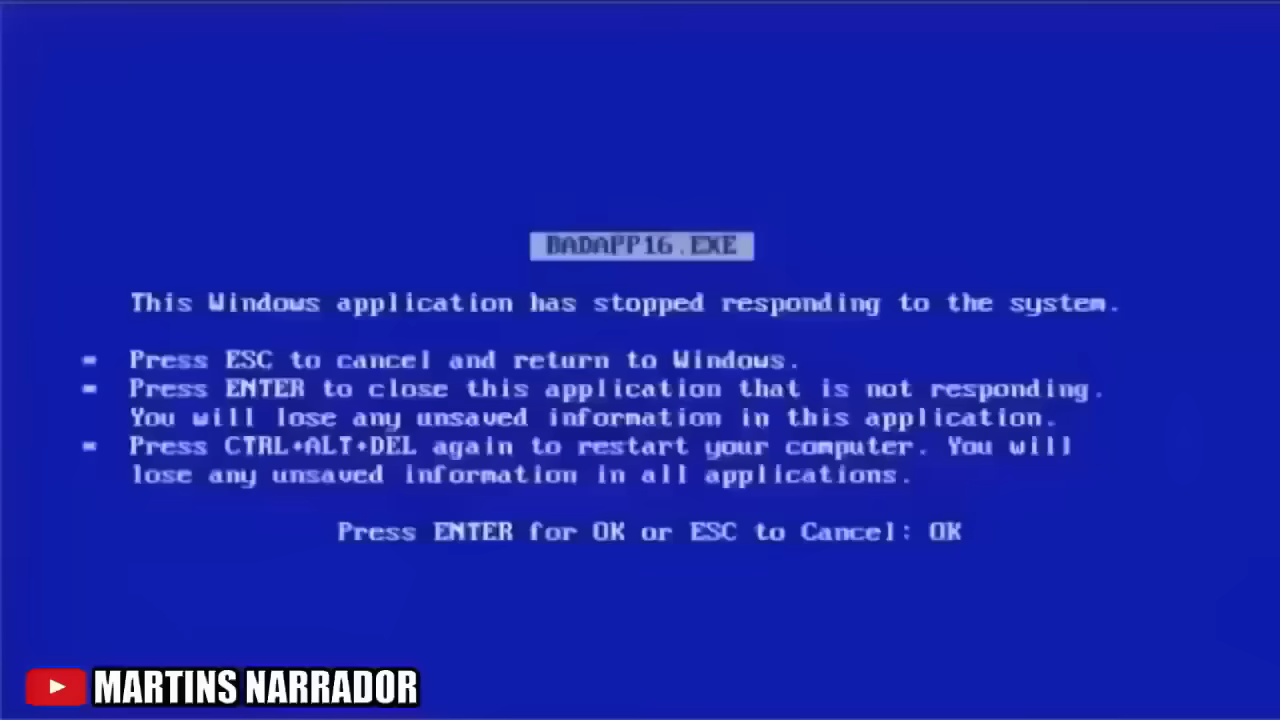 BADAPP16.EXE
This Windows application has stopped responding to the system.
- Press ESC to cancel and return to Windows.
- Press ENTER to close this application that is not responding.
You will lose any unsaved information in this application.
- Press CTRL+ALT+DEL again to restart your computer. You will
lose any unsaved information in all applications.
Press ENTER for OK or ESC to Cancel: OK
MARTINS NARRADOR